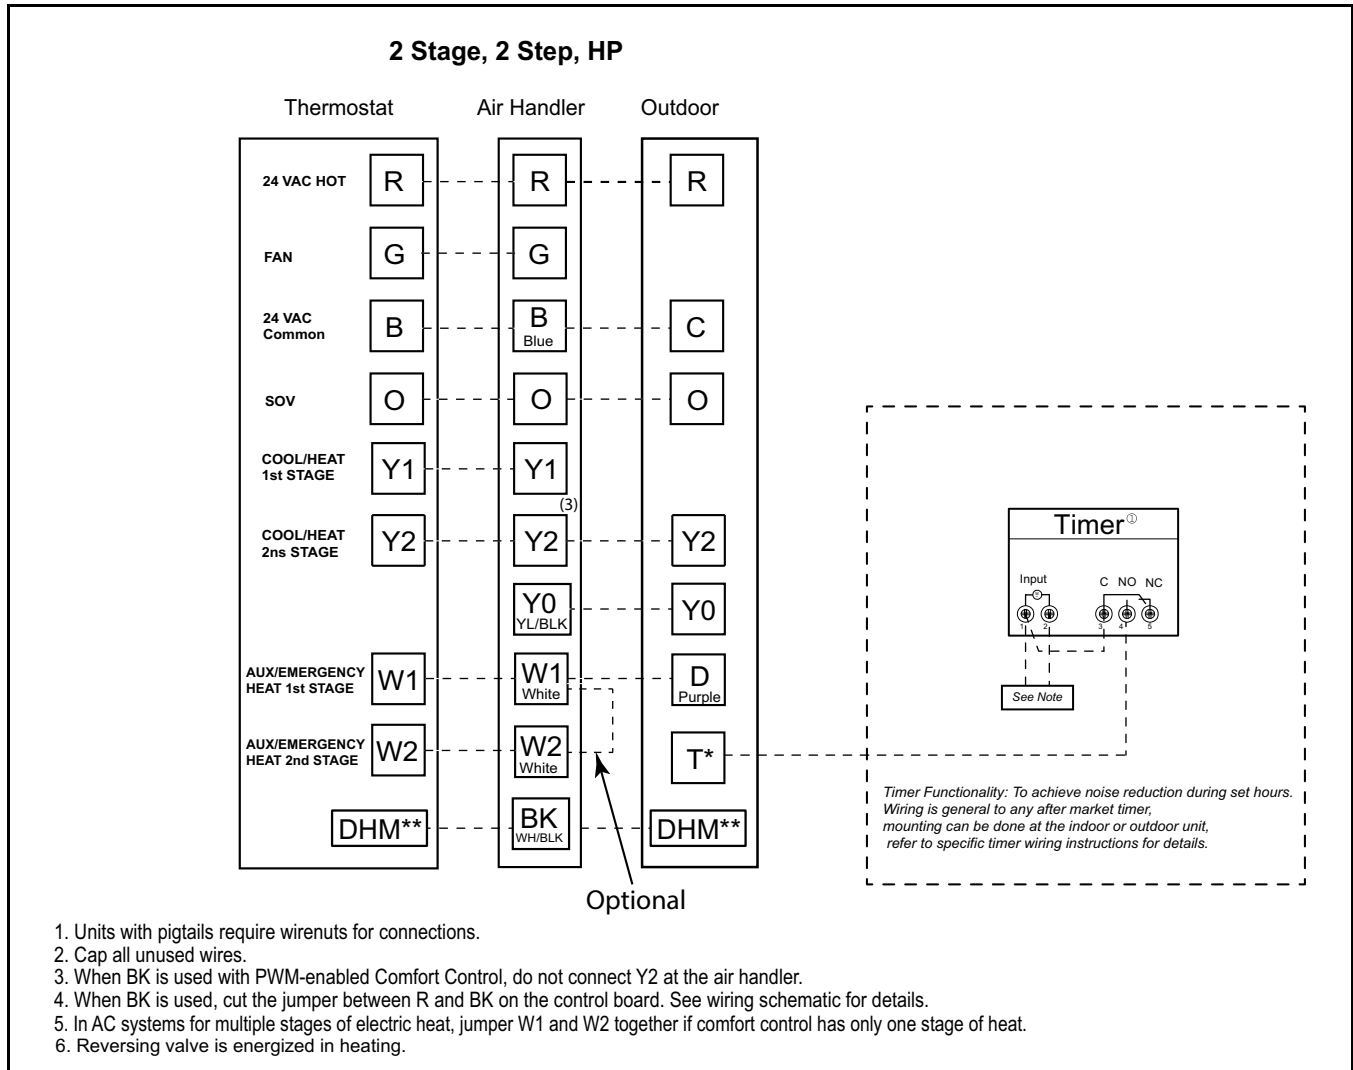 2 Stage, 2 Step, HP
Thermostat Air Handler Outdoor
24 VAC HOT R R R
FAN G G
24 VAC
Common B B C
Blue
SOV O O O
COOL/HEAT
1st STAGE Y1 Y1
(3)
COOL/HEAT
2ns STAGE Y2 Y2 Y2
Y0 Y0
YL/BLK
AUX/EMERGENCY
HEAT 1st STAGE W1 W1 D
White Purple
AUX/EMERGENCY
HEAT 2nd STAGE W2 W2 T*
White
DHM** BK DHM**
WH/BLK
Optional
Timer①
Input C NO NC
1 2 3 4 5
See Note
Timer Functionality: To achieve noise reduction during set hours.
Wiring is general to any after market timer,
mounting can be done at the indoor or outdoor unit,
refer to specific timer wiring instructions for details.
1. Units with pigtails require wirenuts for connections.
2. Cap all unused wires.
3. When BK is used with PWM-enabled Comfort Control, do not connect Y2 at the air handler.
4. When BK is used, cut the jumper between R and BK on the control board. See wiring schematic for details.
5. In AC systems for multiple stages of electric heat, jumper W1 and W2 together if comfort control has only one stage of heat.
6. Reversing valve is energized in heating.